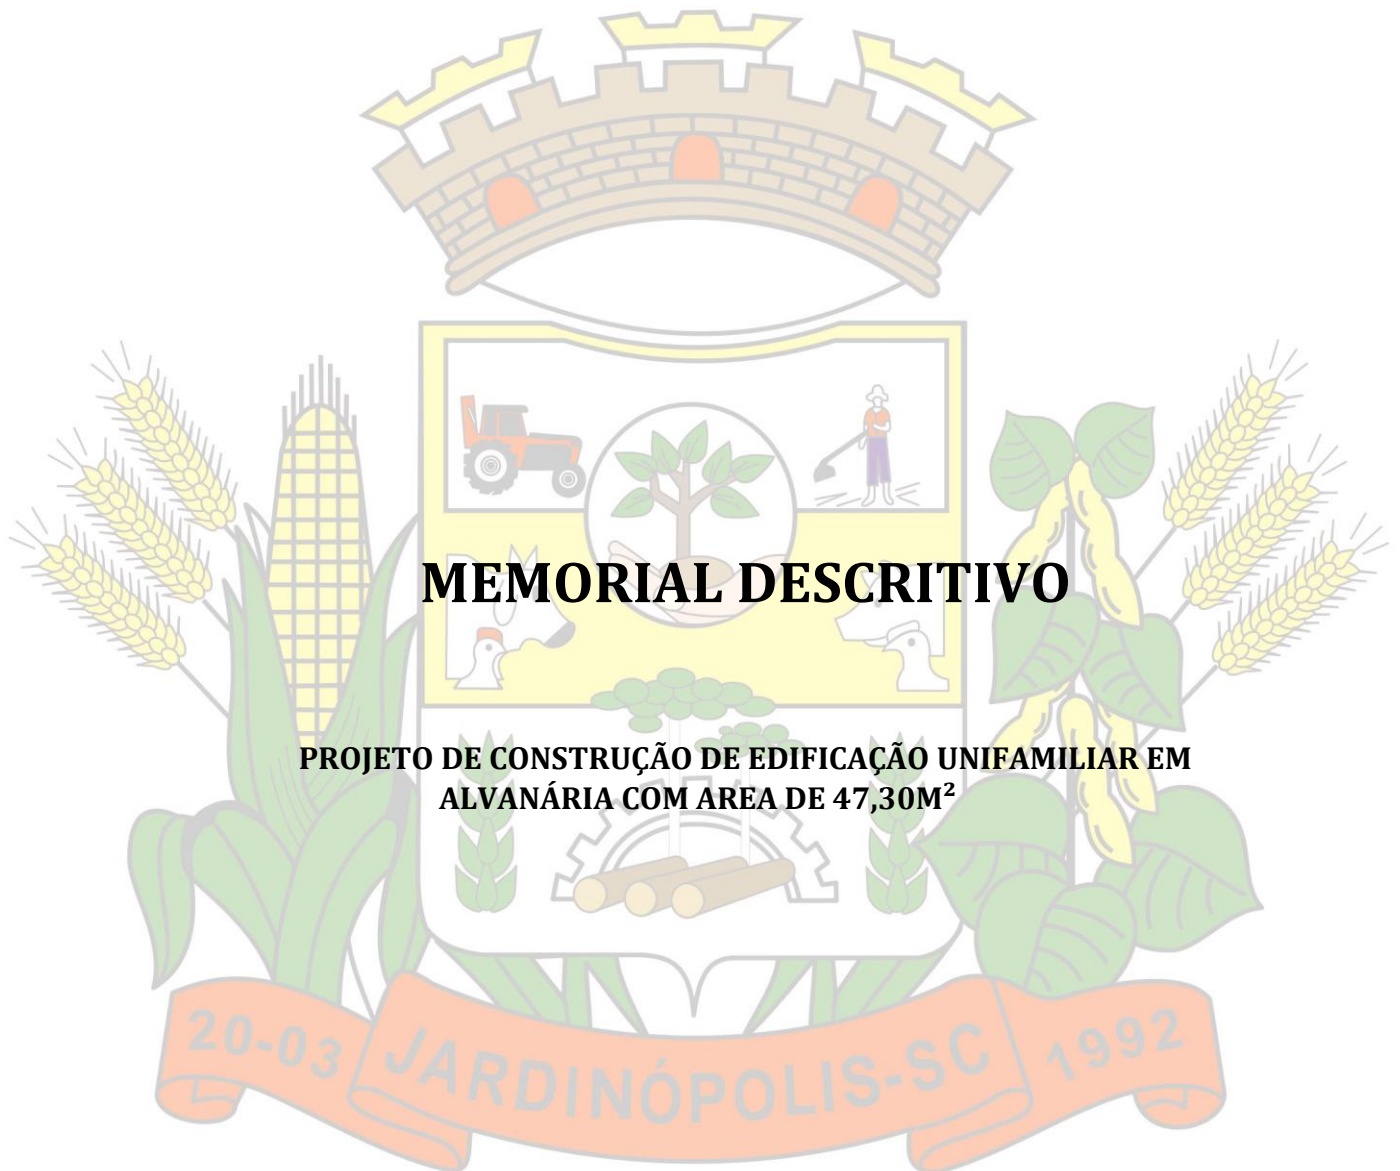 MEMORIAL DESCRITIVO
PROJETO DE CONSTRUÇÃO DE EDIFICAÇÃO UNIFAMILIAR EM
ALVANÁRIA COM AREA DE 47,30M²
20-03 JARDINÓPOLIS-SC 1992